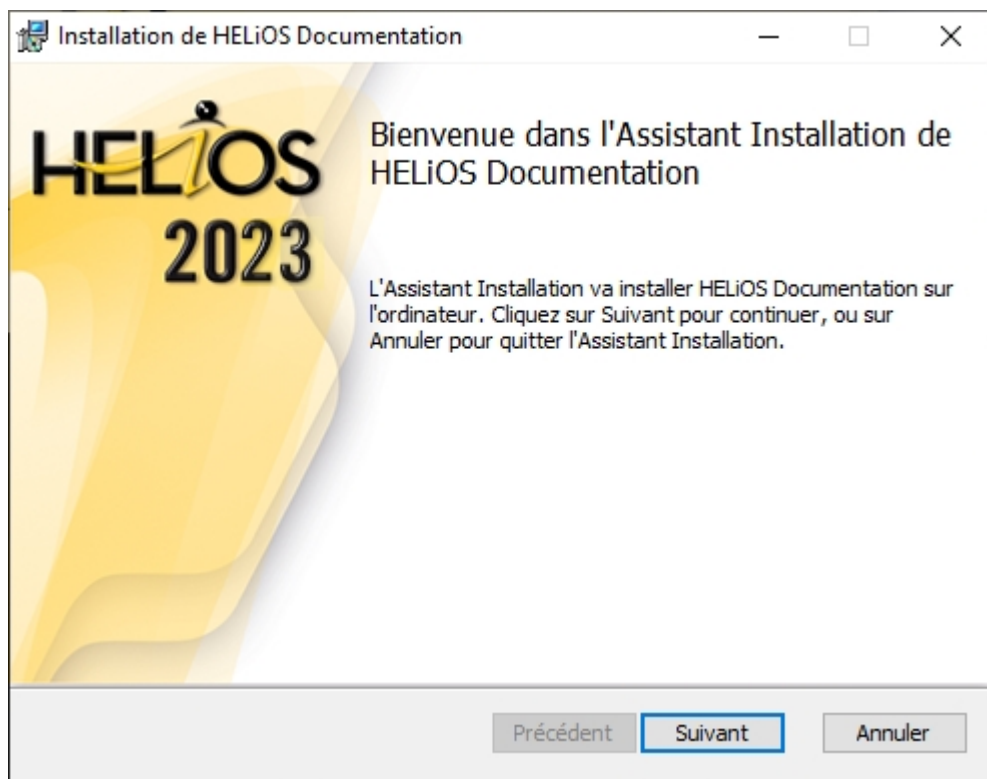 Installation de HELiOS Documentation
HELiOS
2023
Bienvenue dans l'Assistant Installation de
HELiOS Documentation
L'Assistant Installation va installer HELiOS Documentation sur
l'ordinateur. Cliquez sur Suivant pour continuer, ou sur
Annuler pour quitter l'Assistant Installation.
Précédent
Suivant
Annuler